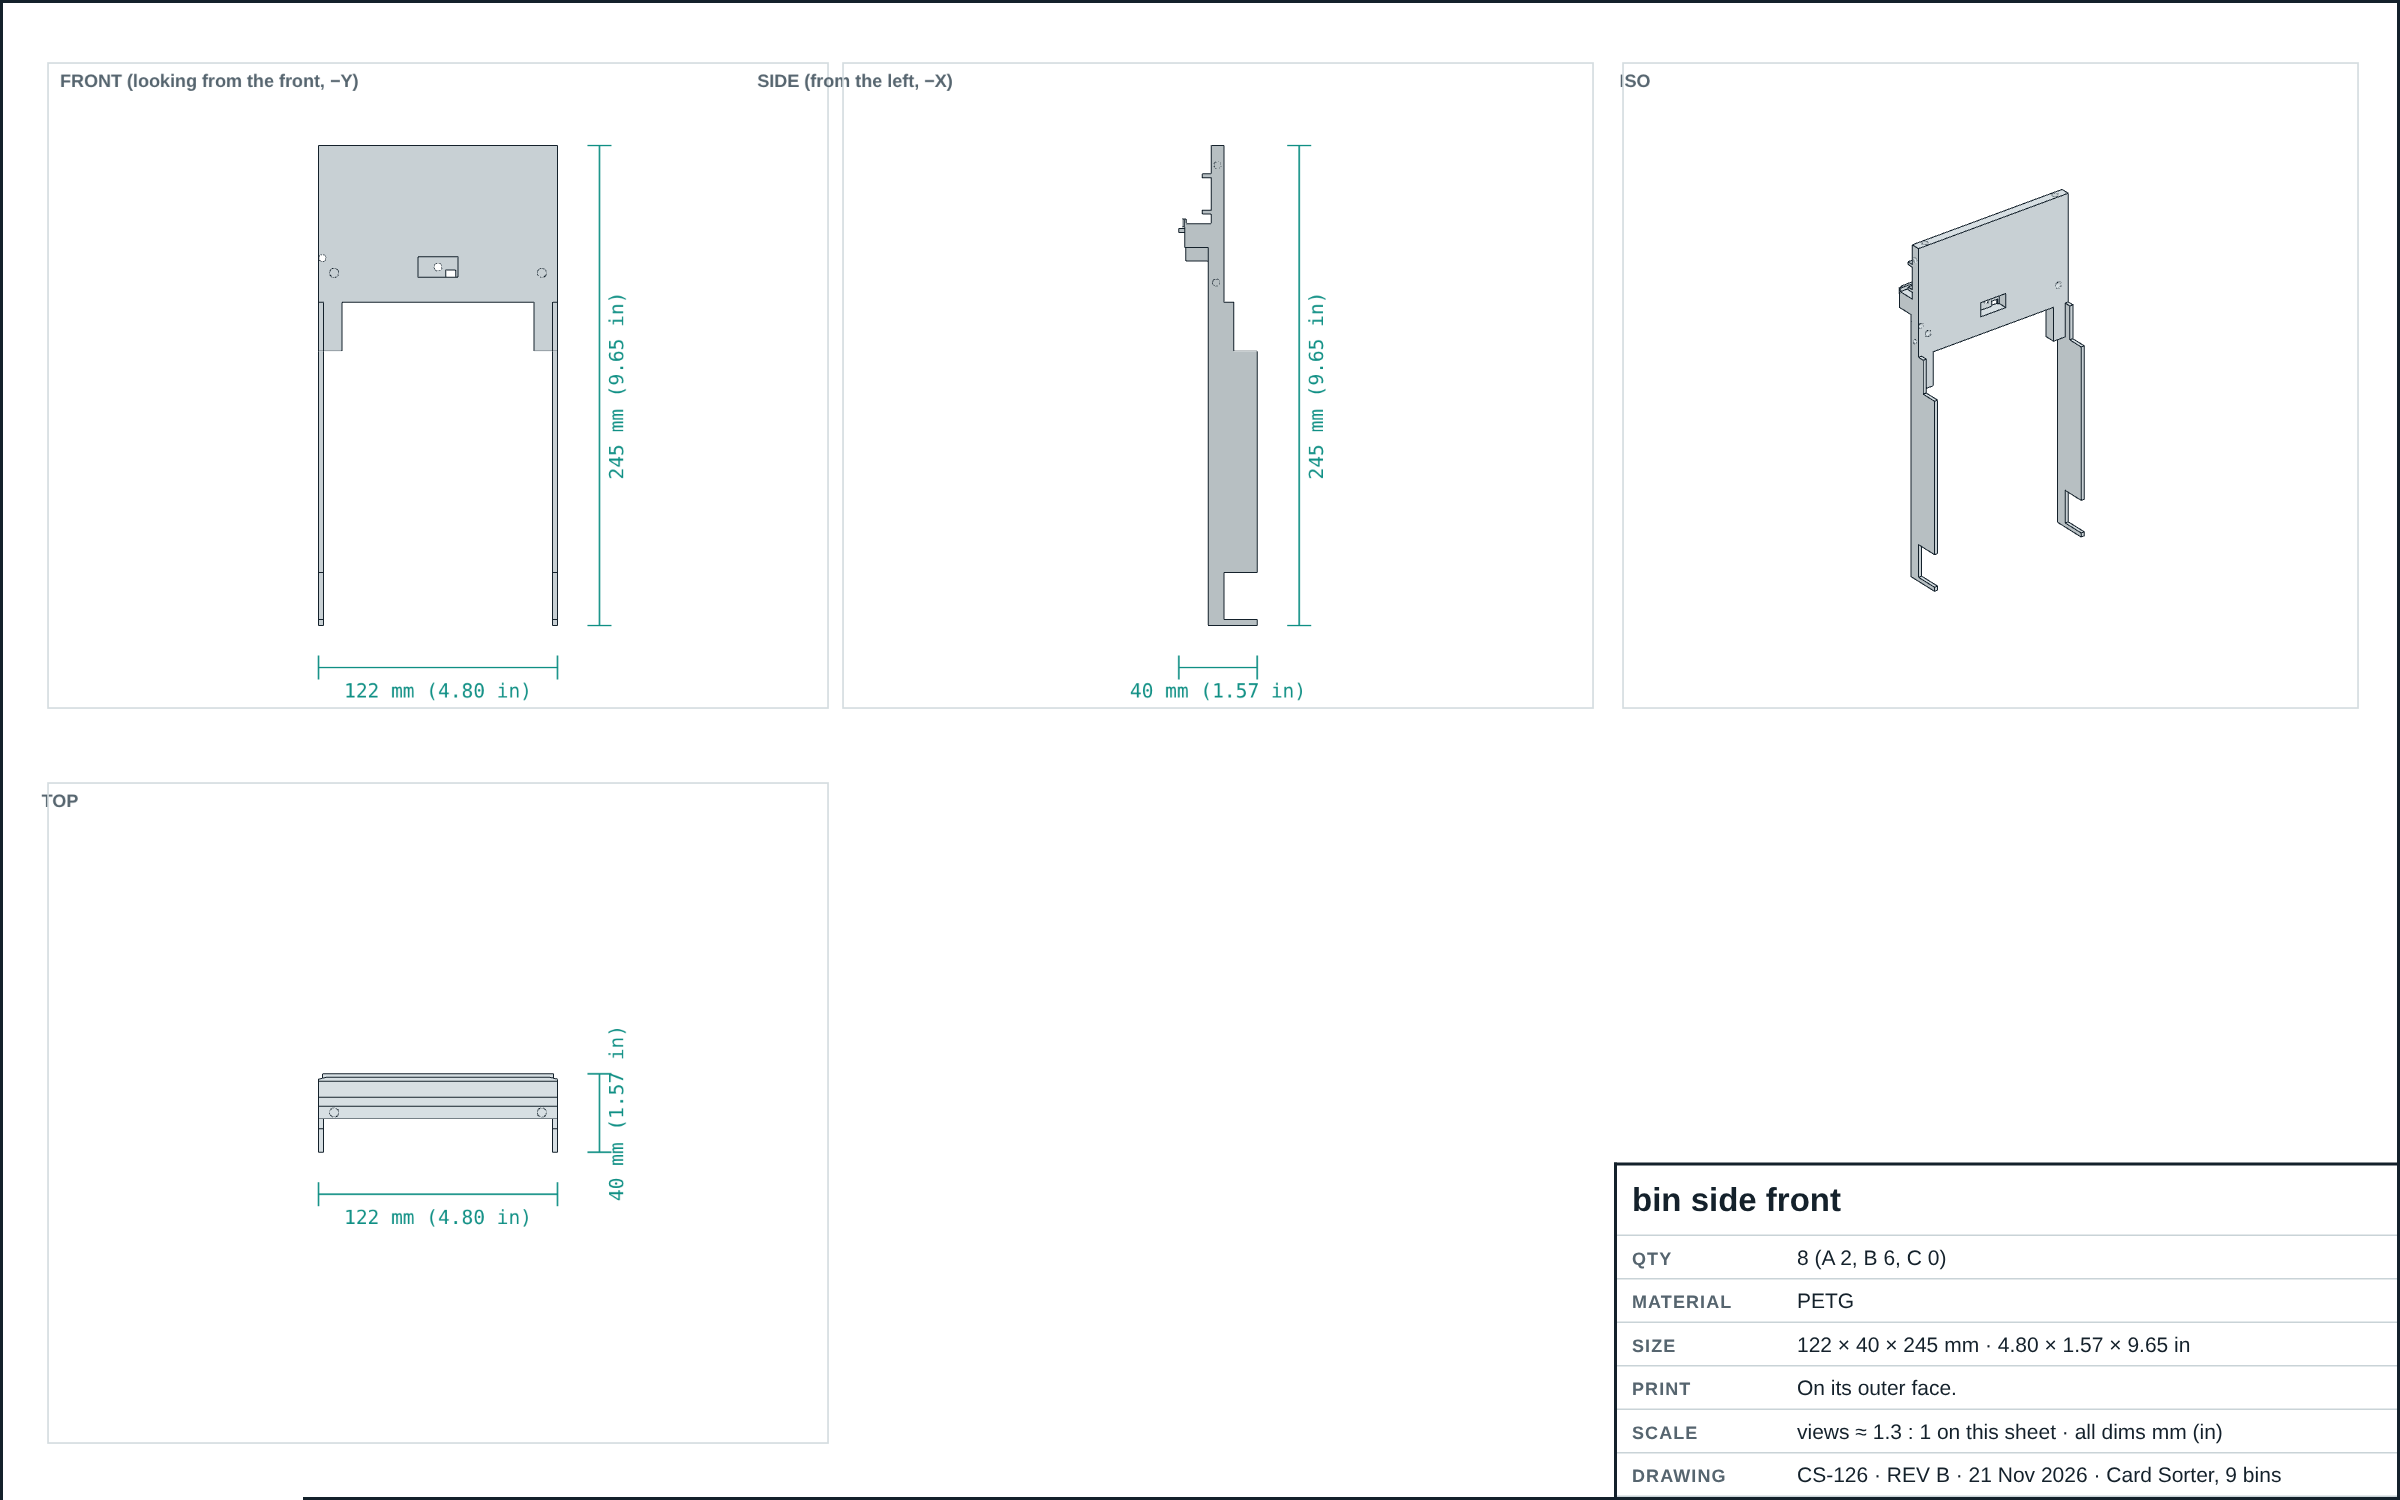 FRONT (looking from the front, −Y)
SIDE (from the left, −X)
ISO
245 mm (9.65 in)
122 mm (4.80 in)
245 mm (9.65 in)
40 mm (1.57 in)
TOP
40 mm (1.57 in)
122 mm (4.80 in)
bin side front
QTY 8 (A 2, B 6, C 0)
MATERIAL PETG
SIZE 122 × 40 × 245 mm · 4.80 × 1.57 × 9.65 in
PRINT On its outer face.
SCALE views ≈ 1.3 : 1 on this sheet · all dims mm (in)
DRAWING CS-126 · REV B · 21 Nov 2026 · Card Sorter, 9 bins